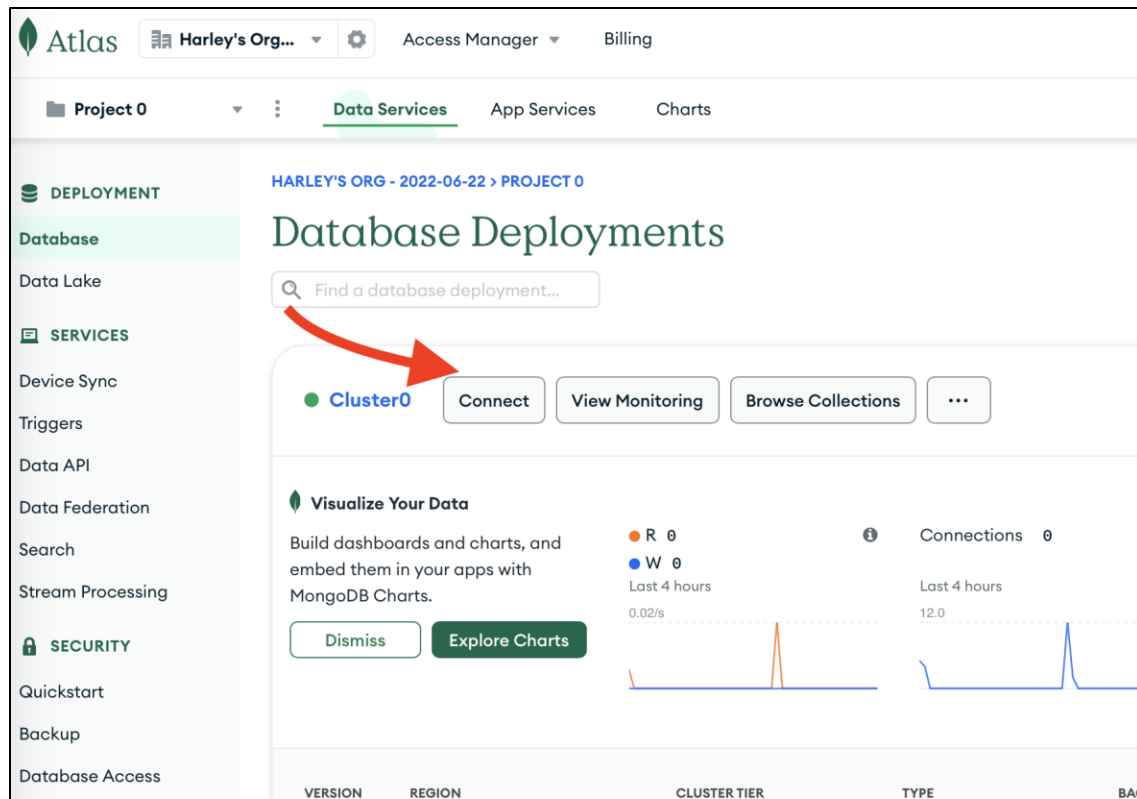 Atlas Harley's Org... Access Manager Billing
Project 0 Data Services App Services Charts
DEPLOYMENT
Database
Data Lake
SERVICES
Device Sync
Triggers
Data API
Data Federation
Search
Stream Processing
SECURITY
Quickstart
Backup
Database Access
HARLEY'S ORG - 2022-06-22 > PROJECT 0
Database Deployments
Find a database deployment...
Cluster0 Connect View Monitoring Browse Collections ...
Visualize Your Data
Build dashboards and charts, and
embed them in your apps with
MongoDB Charts.
Dismiss Explore Charts
R 0
W 0
Last 4 hours
0.02/s
Connections 0
Last 4 hours
12.0
VERSION REGION CLUSTER TIER TYPE BA